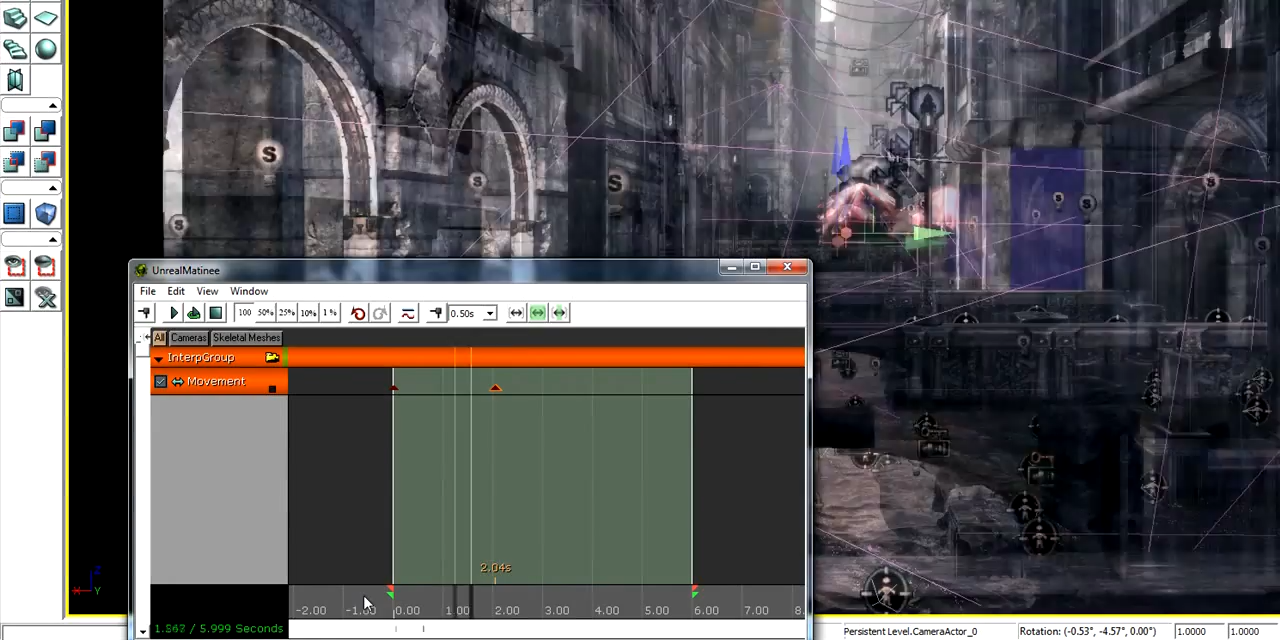 UnrealMatinee
File Edit View Window
100 50% 25% 10% 1% 0.50s
All Cameras Skeletal Meshes
InterpGroup
Movement
2.04s
-2.00 -1.00 0.00 1.00 2.00 3.00 4.00 5.00 6.00 7.00 8.
/ 5.999 Seconds
Persistent Level.CameraActor_0 Rotation: (-0.53°, -4.57°, 0.00°) 1.0000 1.0000
S
S
S
S
S
S
S
S
X
Y
Z